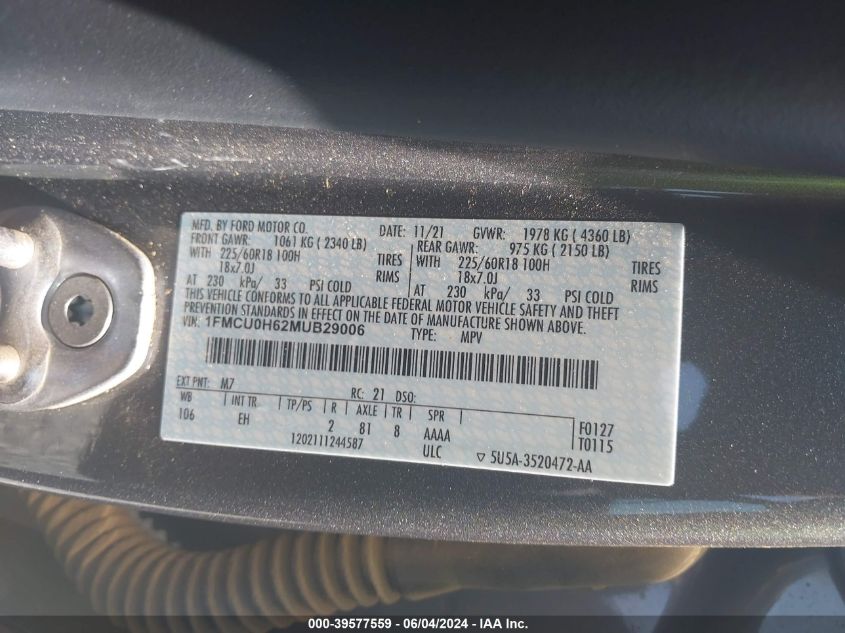 MFD. BY FORD MOTOR CO. DATE: 11/21 GVWR: 1978 KG ( 4360 LB)
FRONT GAWR: 1061 KG ( 2340 LB) REAR GAWR: 975 KG ( 2150 LB)
WITH 225/60R18 100H TIRES WITH 225/60R18 100H TIRES
18x7.0J RIMS 18x7.0J RIMS
AT 230 kPa/ 33 PSI COLD AT 230 kPa/ 33 PSI COLD
THIS VEHICLE CONFORMS TO ALL APPLICABLE FEDERAL MOTOR VEHICLE SAFETY AND THEFT
PREVENTION STANDARDS IN EFFECT ON THE DATE OF MANUFACTURE SHOWN ABOVE.
VIN: 1FMCU0H62MUB29006
TYPE: MPV
EXT PNT: M7 RC: 21 DSO:
WB INT TR TP/PS R AXLE TR SPR
106 EH 2 81 8 AAAA
F0127
T0115
1202111244587 ULC ▽ 5U5A-3520472-AA
000-39577559 - 06/04/2024 - IAA Inc.